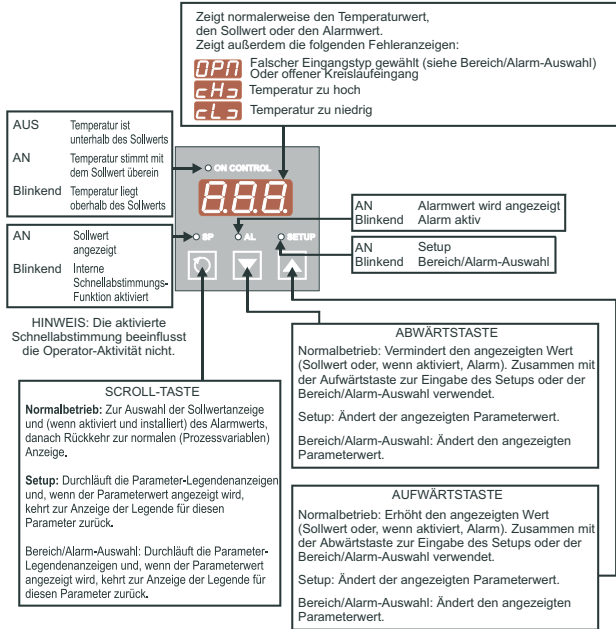 Zeigt normalerweise den Temperaturwert,
den Sollwert oder den Alarmwert.
Zeigt außerdem die folgenden Fehleranzeigen:
Falscher Eingangstyp gewählt (siehe Bereich/Alarm-Auswahl)
Oder offener Kreislaufeingang
Temperatur zu hoch
Temperatur zu niedrig
AUS Temperatur ist
unterhalb des Sollwerts
AN Temperatur stimmt mit
dem Sollwert überein
Blinkend Temperatur liegt
oberhalb des Sollwerts
ON CONTROL
8.8.8.
SP AL SETUP
AN Alarmwert wird angezeigt
Blinkend Alarm aktiv
AN Setup
Blinkend Bereich/Alarm-Auswahl
AN Sollwert
angezeigt
Blinkend Interne
Schnellabstimmungs-
Funktion aktiviert
HINWEIS: Die aktivierte
Schnellabstimmung beeinflusst
die Operator-Aktivität nicht.
SCROLL-TASTE
Normalbetrieb: Zur Auswahl der Sollwertanzeige
und (wenn aktiviert und installiert) des Alarmwerts,
danach Rückkehr zur normalen (Prozessvariablen)
Anzeige.
Setup: Durchläuft die Parameter-Legendenanzeigen
und, wenn der Parameterwert angezeigt wird,
kehrt zur Anzeige der Legende für diesen
Parameter zurück.
Bereich/Alarm-Auswahl: Durchläuft die Parameter-
Legendenanzeigen und, wenn der Parameterwert
angezeigt wird, kehrt zur Anzeige der Legende für
diesen Parameter zurück.
ABWÄRTSTASTE
Normalbetrieb: Vermindert den angezeigten Wert
(Sollwert oder, wenn aktiviert, Alarm). Zusammen mit
der Aufwärtstaste zur Eingabe des Setups oder der
Bereich/Alarm-Auswahl verwendet.
Setup: Ändert der angezeigten Parameterwert.
Bereich/Alarm-Auswahl: Ändert den angezeigten
Parameterwert.
AUFWÄRTSTASTE
Normalbetrieb: Erhöht den angezeigten Wert
(Sollwert oder, wenn aktiviert, Alarm). Zusammen mit
der Abwärtstaste zur Eingabe des Setups oder der
Bereich/Alarm-Auswahl verwendet.
Setup: Ändert der angezeigten Parameterwert.
Bereich/Alarm-Auswahl: Ändert den angezeigten
Parameterwert.